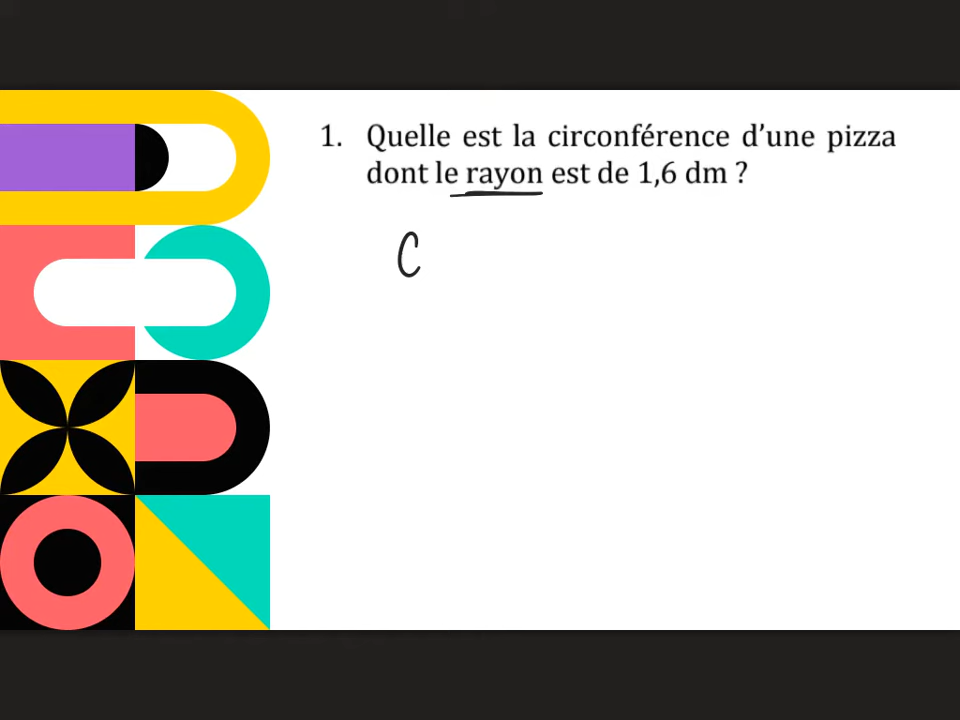 1. Quelle est la circonférence d'une pizza
dont le rayon est de 1,6 dm ?
C